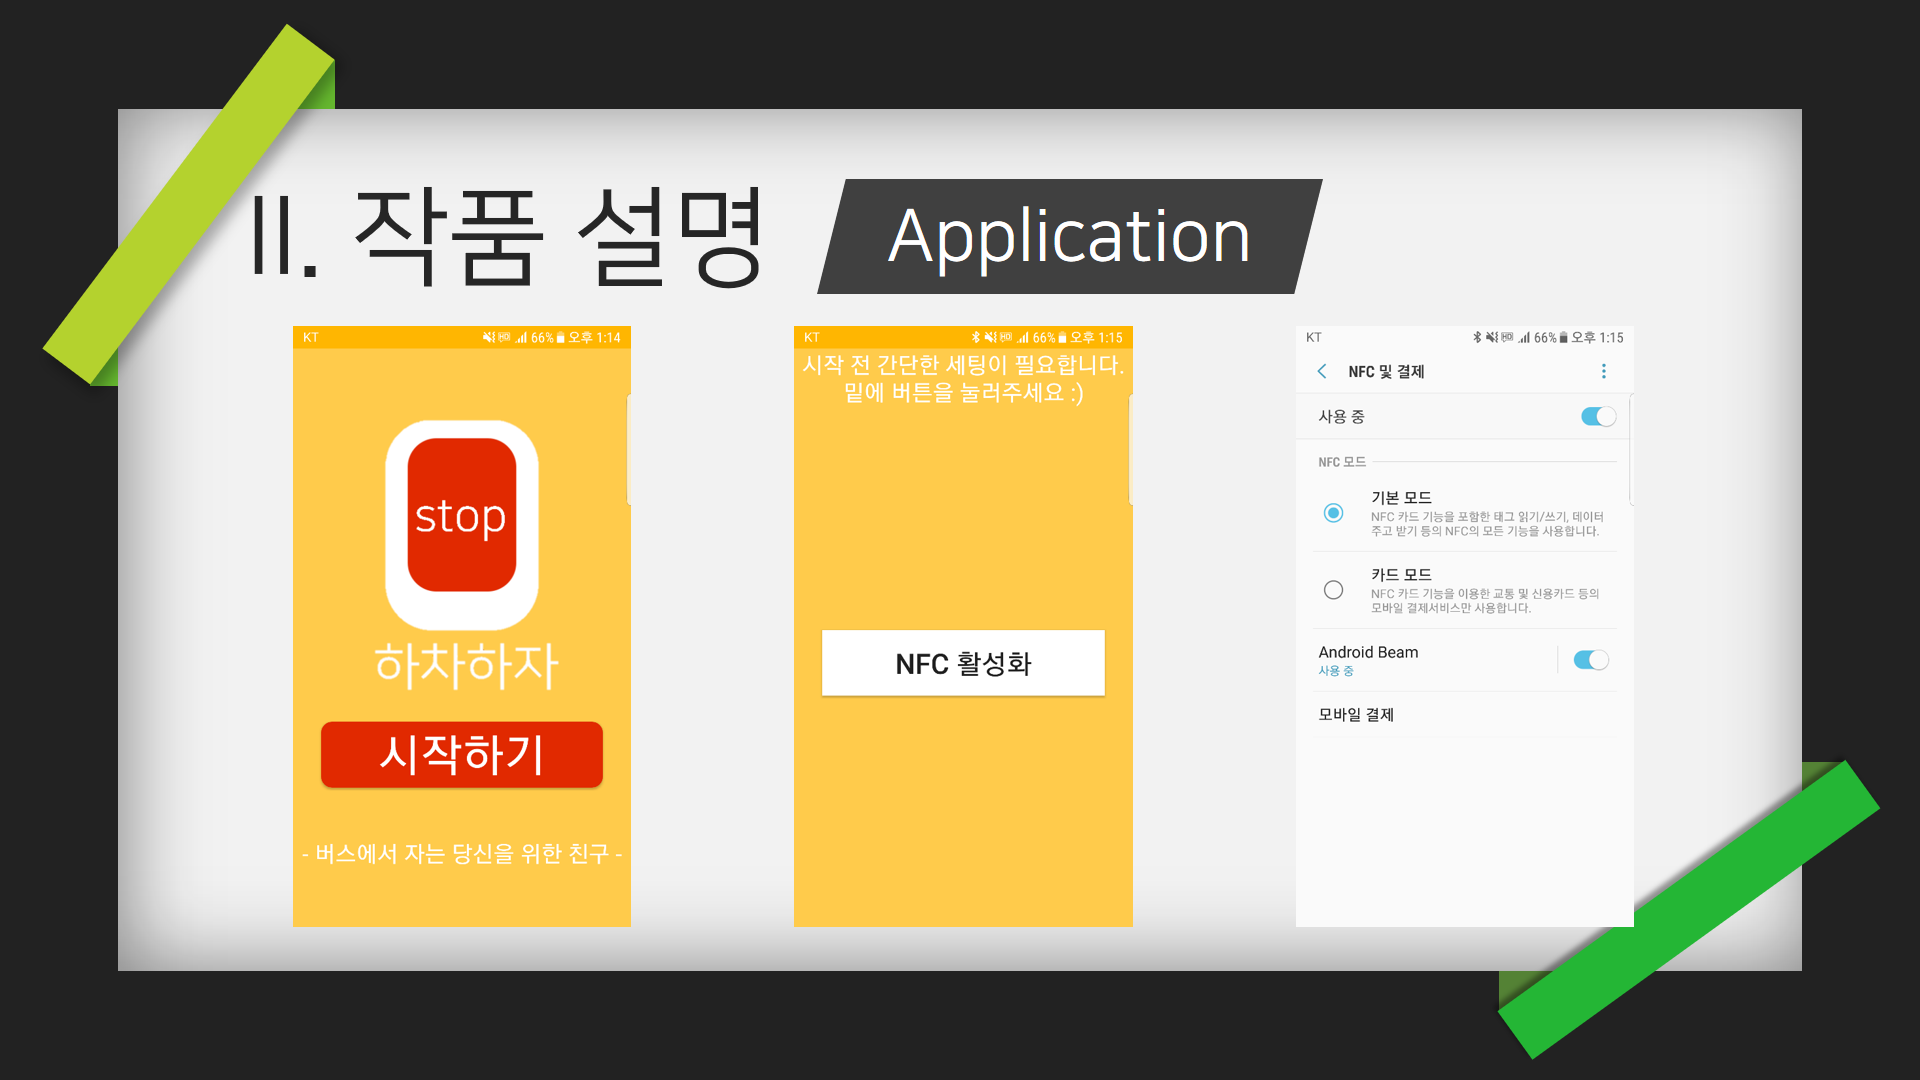 II. 작품 설명
Application
KT
66% 오후 1:14
stop
하차하자
시작하기
- 버스에서 자는 당신을 위한 친구 -
KT
66% 오후 1:15
시작 전 간단한 세팅이 필요합니다.
밑에 버튼을 눌러주세요 :)
NFC 활성화
KT
66% 오후 1:15
NFC 및 결제
사용 중
NFC 모드
기본 모드
NFC 카드 기능을 포함한 태그 읽기/쓰기, 데이터
주고 받기 등의 NFC의 모든 기능을 사용합니다.
카드 모드
NFC 카드 기능을 이용한 교통 및 신용카드 등의
모바일 결제서비스만 사용합니다.
Android Beam
사용 중
모바일 결제